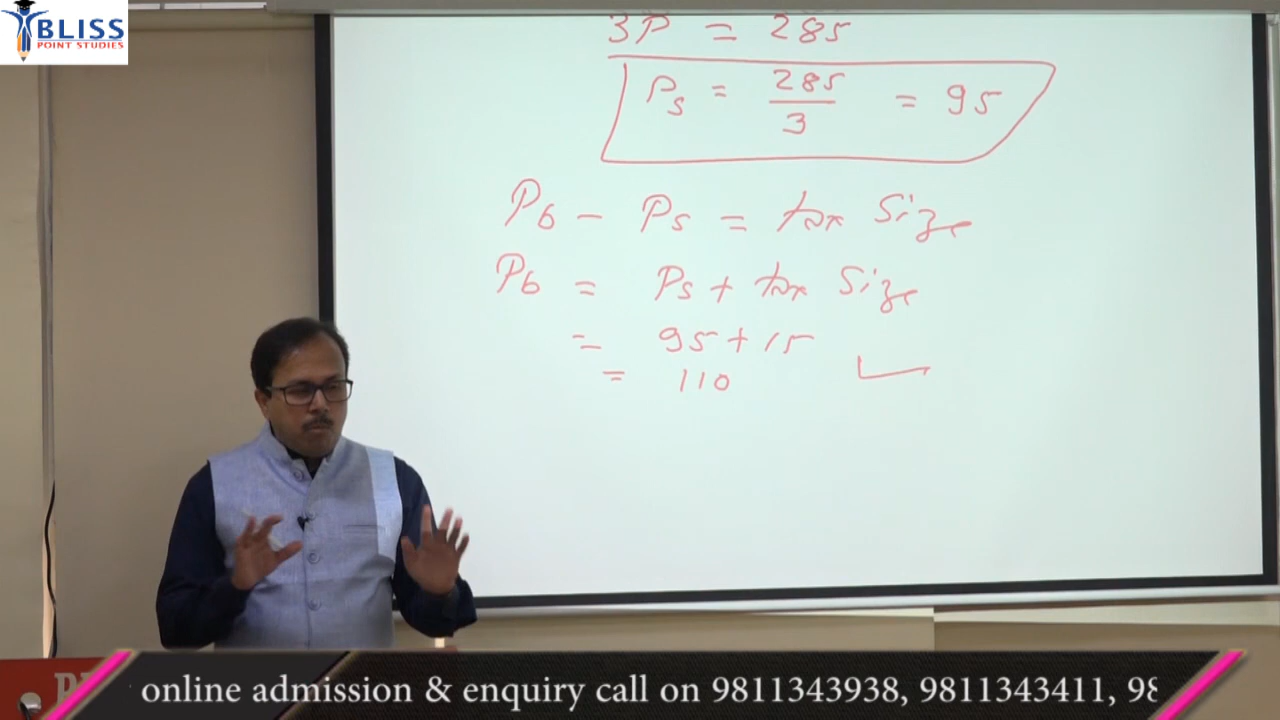 BLISS
POINT STUDIES
3P = 285
Ps = 285/3 = 95
Pb - Ps = tax size
Pb = Ps + tax size
= 95 + 15
= 110
online admission & enquiry call on 9811343938, 9811343411, 98